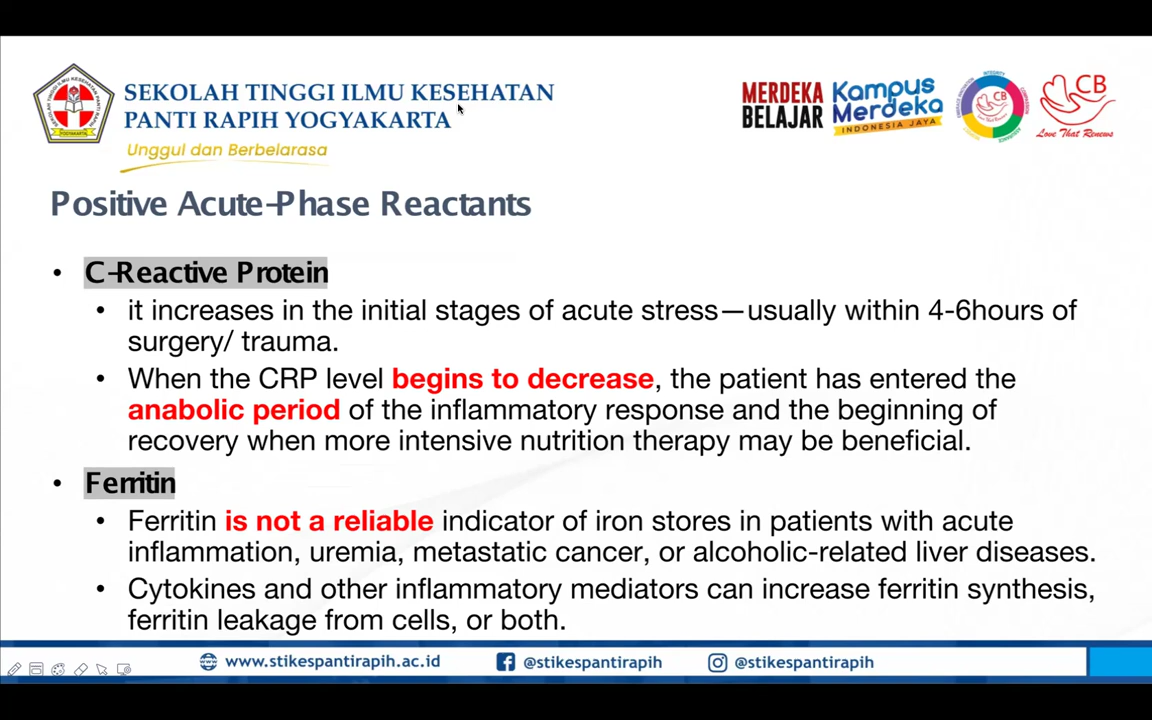 SEKOLAH TINGGI ILMU KESEHATAN
PANTI RAPIH YOGYAKARTA
Unggul dan Berbelarasa
MERDEKA
BELAJAR
Kampus
Merdeka
INDONESIA JAYA
CB
CB
Love That Renews
Positive Acute-Phase Reactants
• C-Reactive Protein
• it increases in the initial stages of acute stress—usually within 4-6hours of
surgery/ trauma.
• When the CRP level begins to decrease, the patient has entered the
anabolic period of the inflammatory response and the beginning of
recovery when more intensive nutrition therapy may be beneficial.
• Ferritin
• Ferritin is not a reliable indicator of iron stores in patients with acute
inflammation, uremia, metastatic cancer, or alcoholic-related liver diseases.
• Cytokines and other inflammatory mediators can increase ferritin synthesis,
ferritin leakage from cells, or both.
www.stikespantirapih.ac.id
@stikespantirapih
@stikespantirapih